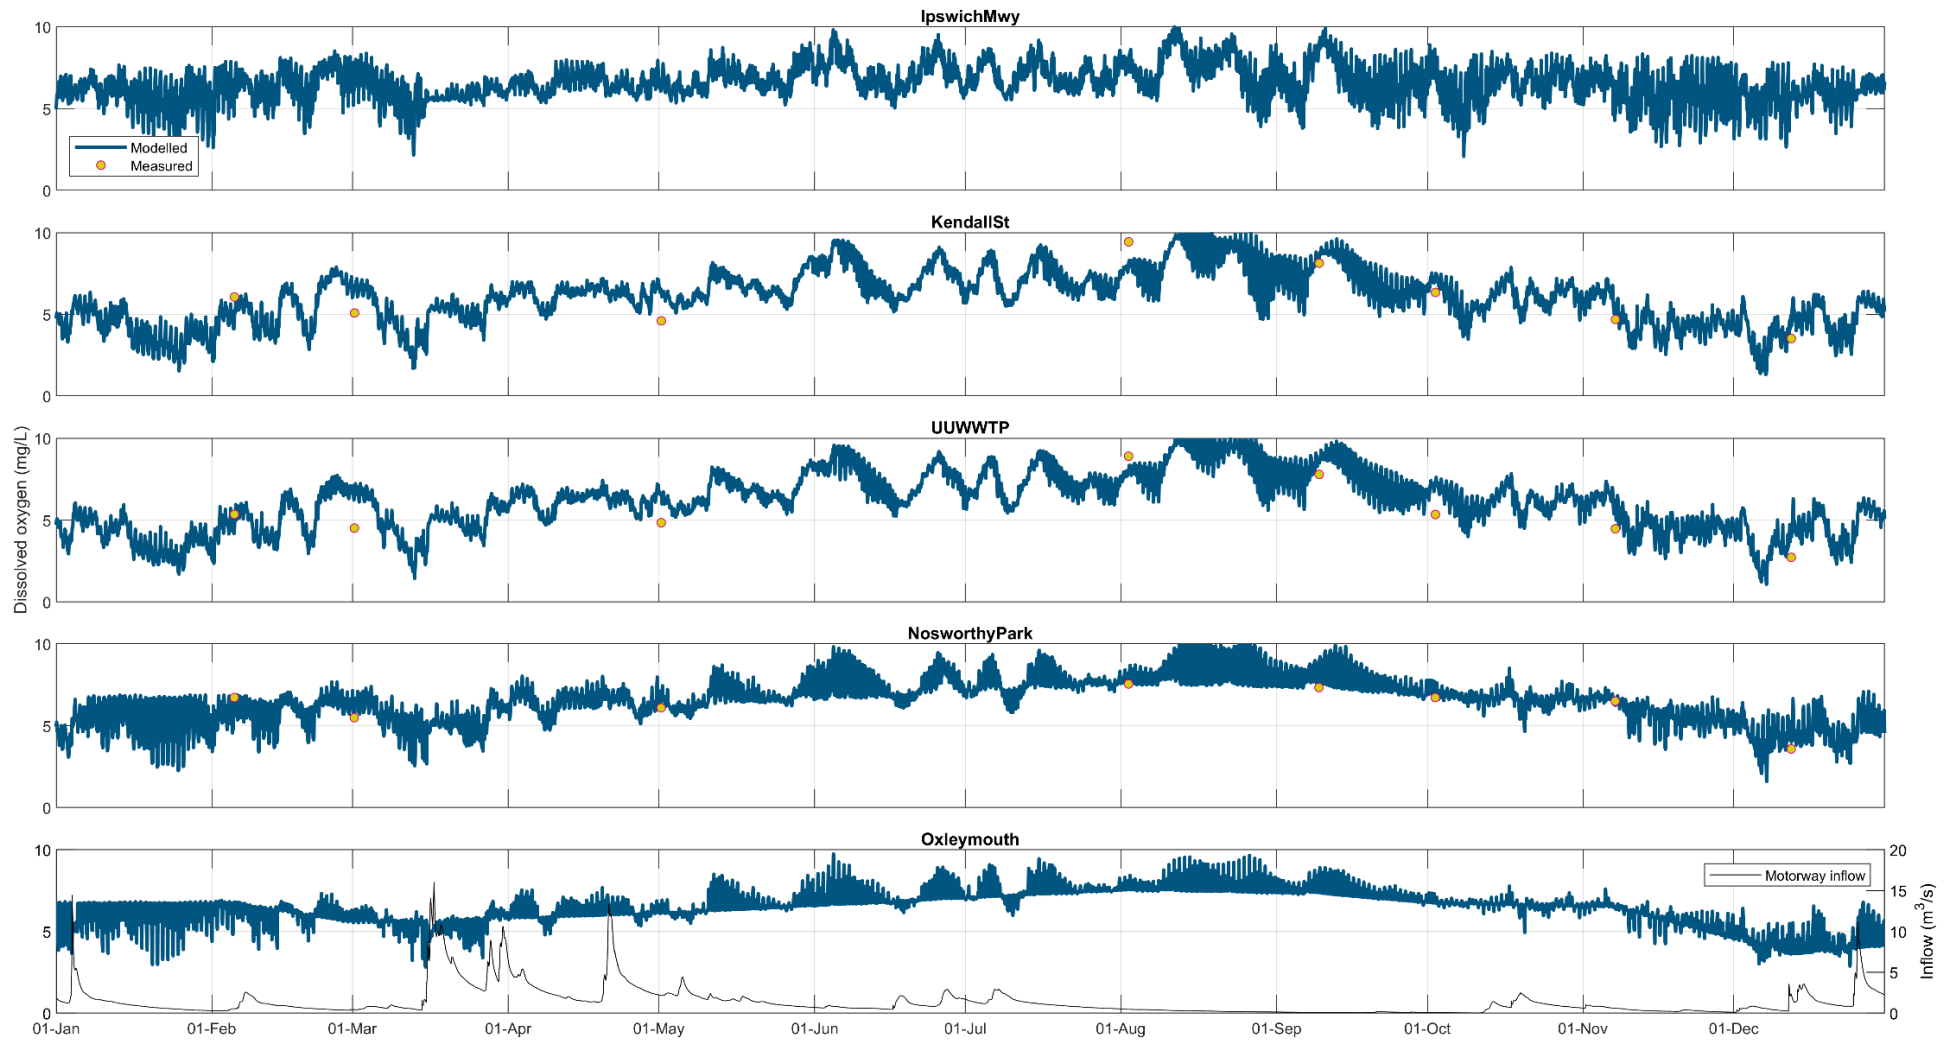 IpswichMwy
10
5
0
Modelled
Measured
KendallSt
10
5
0
UUWWTP
10
5
0
Dissolved oxygen (mg/L)
NosworthyPark
10
5
0
Oxleymouth
10
5
0
Motorway inflow
20
15
10
5
0
Inflow (m³/s)
01-Jan 01-Feb 01-Mar 01-Apr 01-May 01-Jun 01-Jul 01-Aug 01-Sep 01-Oct 01-Nov 01-Dec